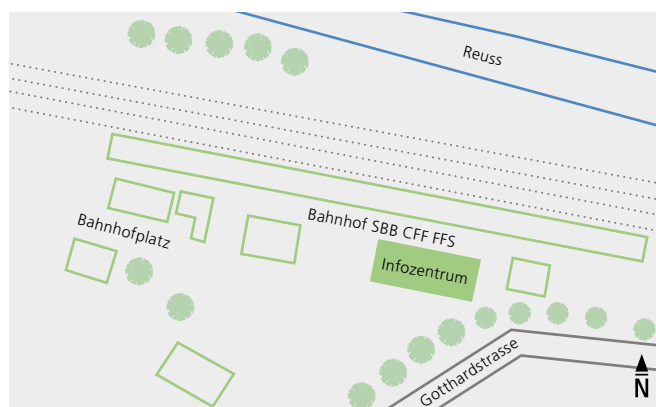 Reuss
Bahnhofplatz
Bahnhof SBB CFF FFS
Infozentrum
Gotthardstrasse
N